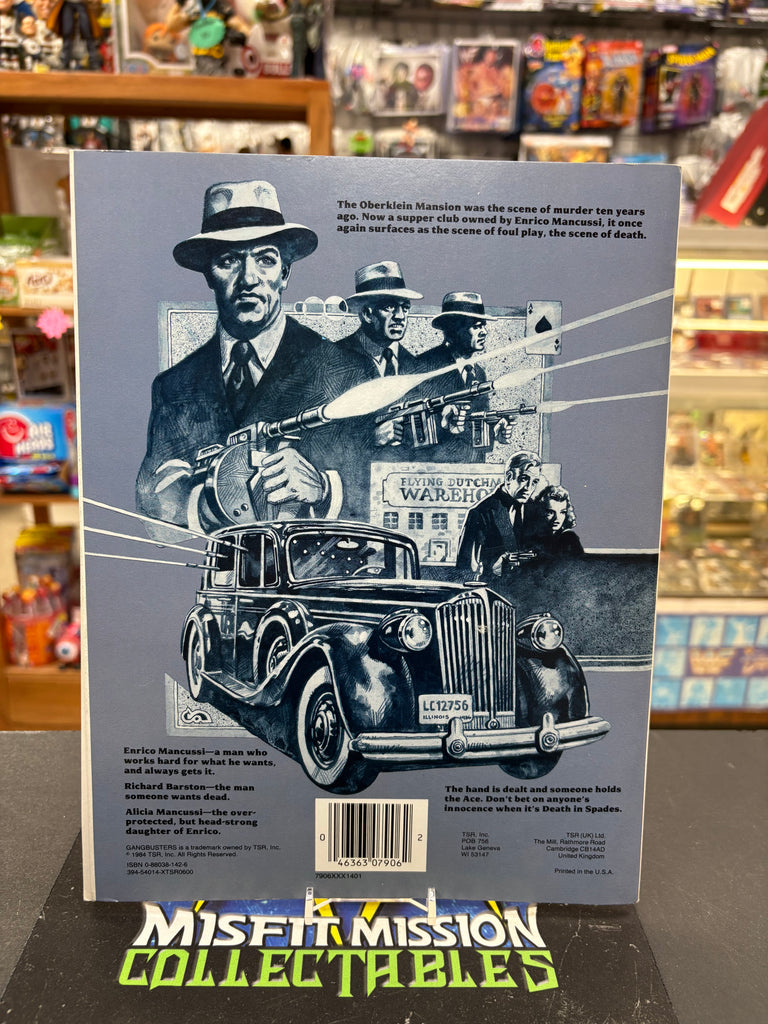 The Oberklein Mansion was the scene of murder ten years
ago. Now a supper club owned by Enrico Mancussi, it once
again surfaces as the scene of foul play, the scene of death.
A
A
FLYING DUTCHM
WAREHO
AIR
HEADS
LC12756
ILLINOIS
Enrico Mancussi—a man who
works hard for what he wants,
and always gets it.
Richard Barston—the man
someone wants dead.
Alicia Mancussi—the over-
protected, but head-strong
daughter of Enrico.
The hand is dealt and someone holds
the Ace. Don't bet on anyone's
innocence when it's Death in Spades.
GANGBUSTERS is a trademark owned by TSR, Inc.
© 1984 TSR, Inc. All Rights Reserved.
ISBN 0-88038-142-6
394-54014-XTSR0600
0 46363 07906 2
7906XXX1401
TSR, Inc.
POB 756
Lake Geneva
WI 53147
TSR (UK) Ltd.
The Mill, Rathmore Road
Cambridge CB14AD
United Kingdom
Printed in the U.S.A.
MISFIT MISSION
COLLECTABLES